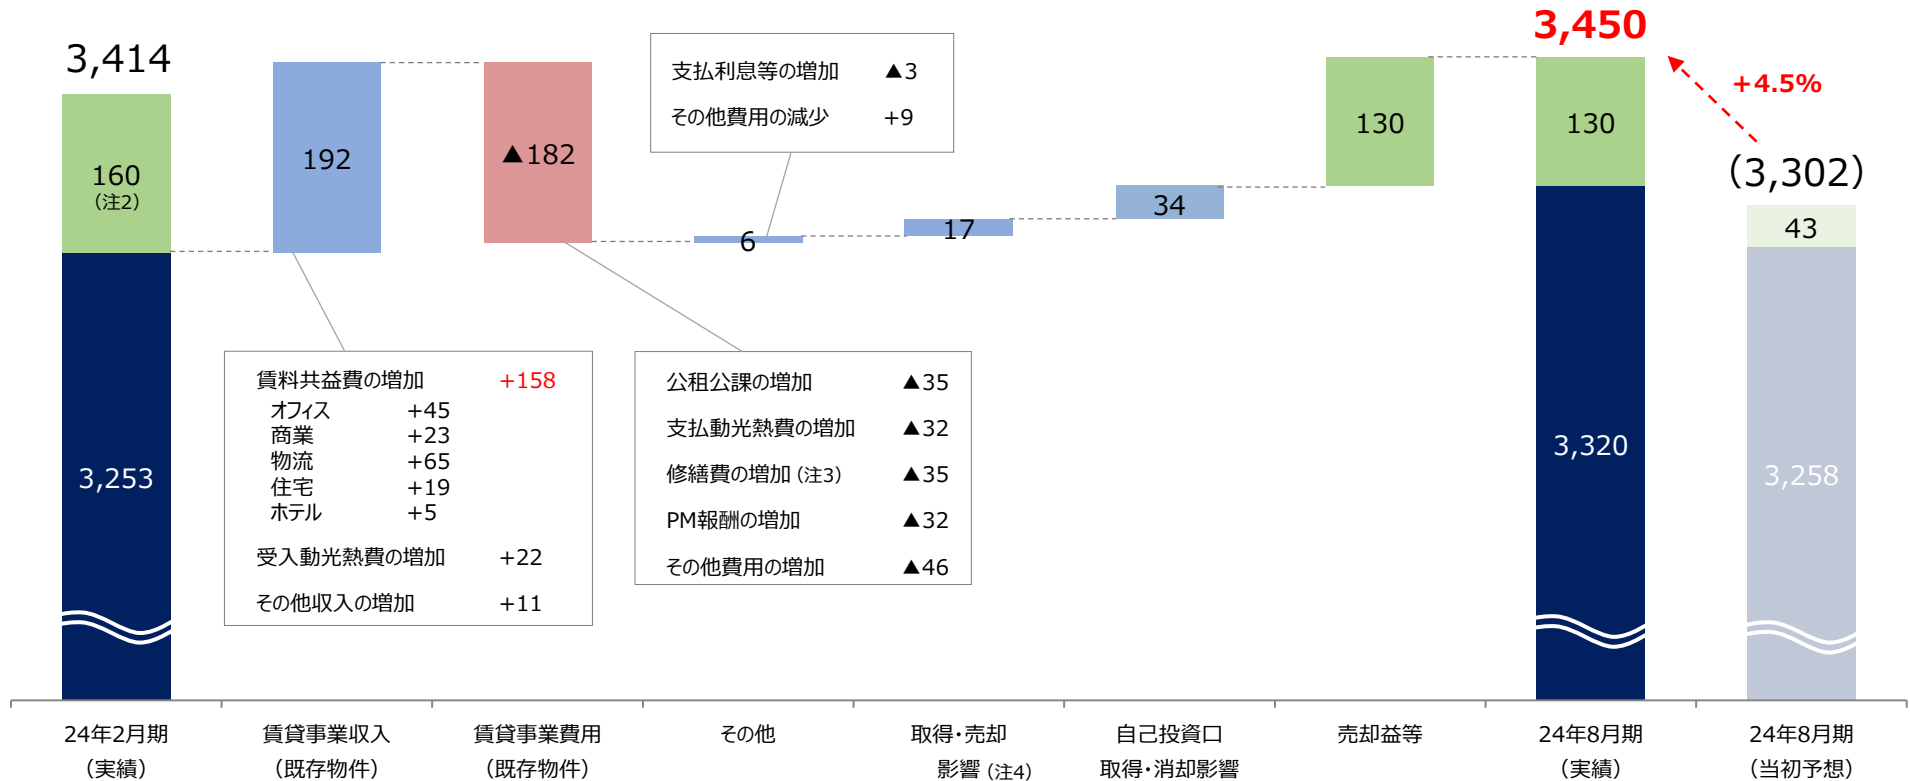 3,414
160
（注2）
3,253
192
▲182
支払利息等の増加 ▲3
その他費用の減少 +9
6
17
34
130
3,450
130
3,320
+4.5%
（3,302）
43
3,258
賃料共益費の増加 +158
オフィス +45
商業 +23
物流 +65
住宅 +19
ホテル +5
受入動光熱費の増加 +22
その他収入の増加 +11
公租公課の増加 ▲35
支払動光熱費の増加 ▲32
修繕費の増加（注3） ▲35
PM報酬の増加 ▲32
その他費用の増加 ▲46
24年2月期
（実績）
賃貸事業収入
（既存物件）
賃貸事業費用
（既存物件）
その他
取得・売却
影響（注4）
自己投資口
取得・消却影響
売却益等
24年8月期
（実績）
24年8月期
（当初予想）